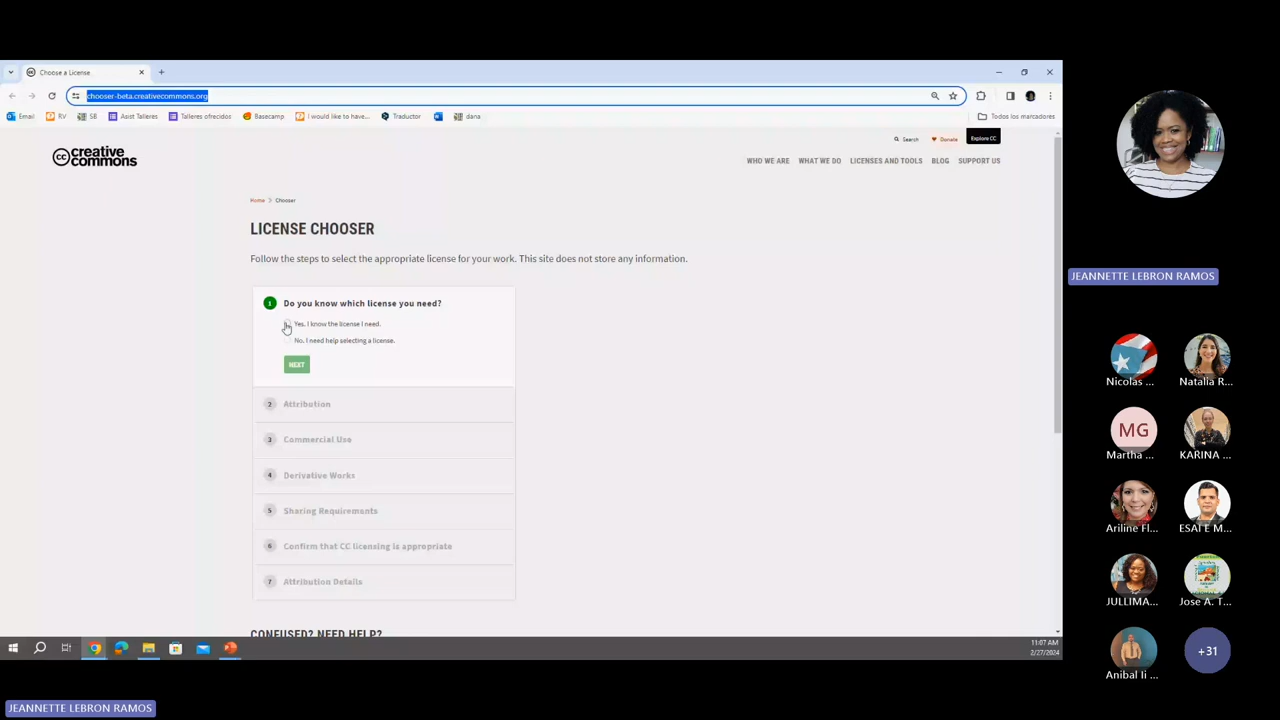 Choose a License
chooser-beta.creativecommons.org
Email
RV
SB
Asist Talleres
Talleres ofrecidos
Basecamp
I would like to have...
Traductor
dana
Todos los marcadores
cc creative commons
Search
Donate
Explore CC
WHO WE ARE
WHAT WE DO
LICENSES AND TOOLS
BLOG
SUPPORT US
Home > Chooser
LICENSE CHOOSER
Follow the steps to select the appropriate license for your work. This site does not store any information.
1 Do you know which license you need?
Yes. I know the license I need.
No. I need help selecting a license.
NEXT
2 Attribution
3 Commercial Use
4 Derivative Works
5 Sharing Requirements
6 Confirm that CC licensing is appropriate
7 Attribution Details
CONFUSED? NEED HELP?
11:07 AM
2/27/2024
JEANNETTE LEBRON RAMOS
JEANNETTE LEBRON RAMOS
Nicolas ...
Natalia R...
MG
Martha ...
KARINA ...
Ariline Fl...
ESAI E M...
JULLIMA...
Jose A. T...
Anibal Ii ...
+31